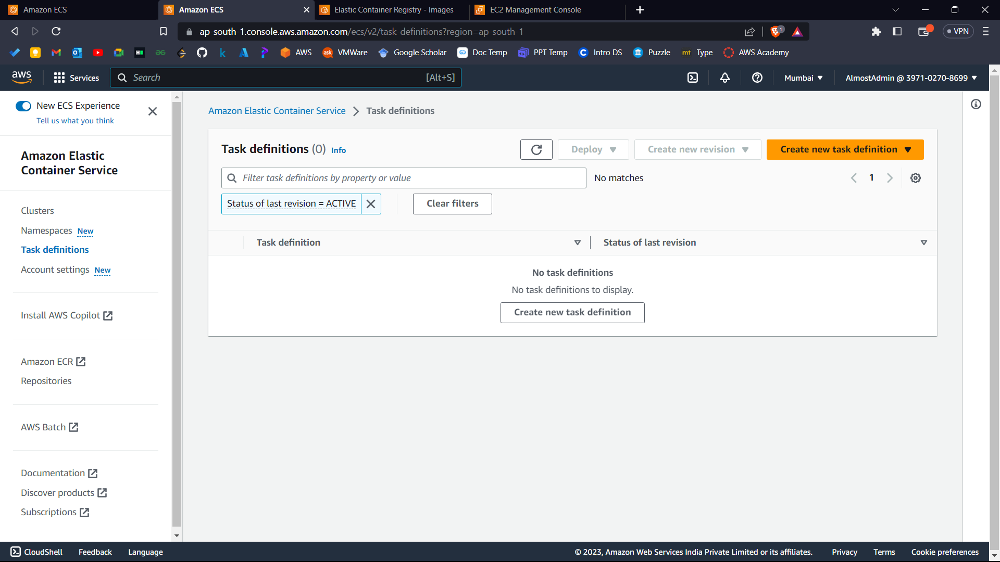 Amazon ECS
Amazon ECS
Elastic Container Registry - Images
EC2 Management Console
ap-south-1.console.aws.amazon.com/ecs/v2/task-definitions?region=ap-south-1
1
VPN
AWS
ask
VMWare
Google Scholar
Doc Temp
PPT Temp
Intro DS
Puzzle
mt
Type
AWS Academy
aws
Services
Search
[Alt+S]
Mumbai
AlmostAdmin @ 3971-0270-8699
New ECS Experience
Tell us what you think
Amazon Elastic
Container Service
Clusters
Namespaces New
Task definitions
Account settings New
Install AWS Copilot
Amazon ECR
Repositories
AWS Batch
Documentation
Discover products
Subscriptions
Amazon Elastic Container Service
Task definitions
Task definitions (0) Info
Deploy
Create new revision
Create new task definition
Filter task definitions by property or value
No matches
1
Status of last revision = ACTIVE
Clear filters
Task definition
Status of last revision
No task definitions
No task definitions to display.
Create new task definition
CloudShell
Feedback
Language
© 2023, Amazon Web Services India Private Limited or its affiliates.
Privacy
Terms
Cookie preferences